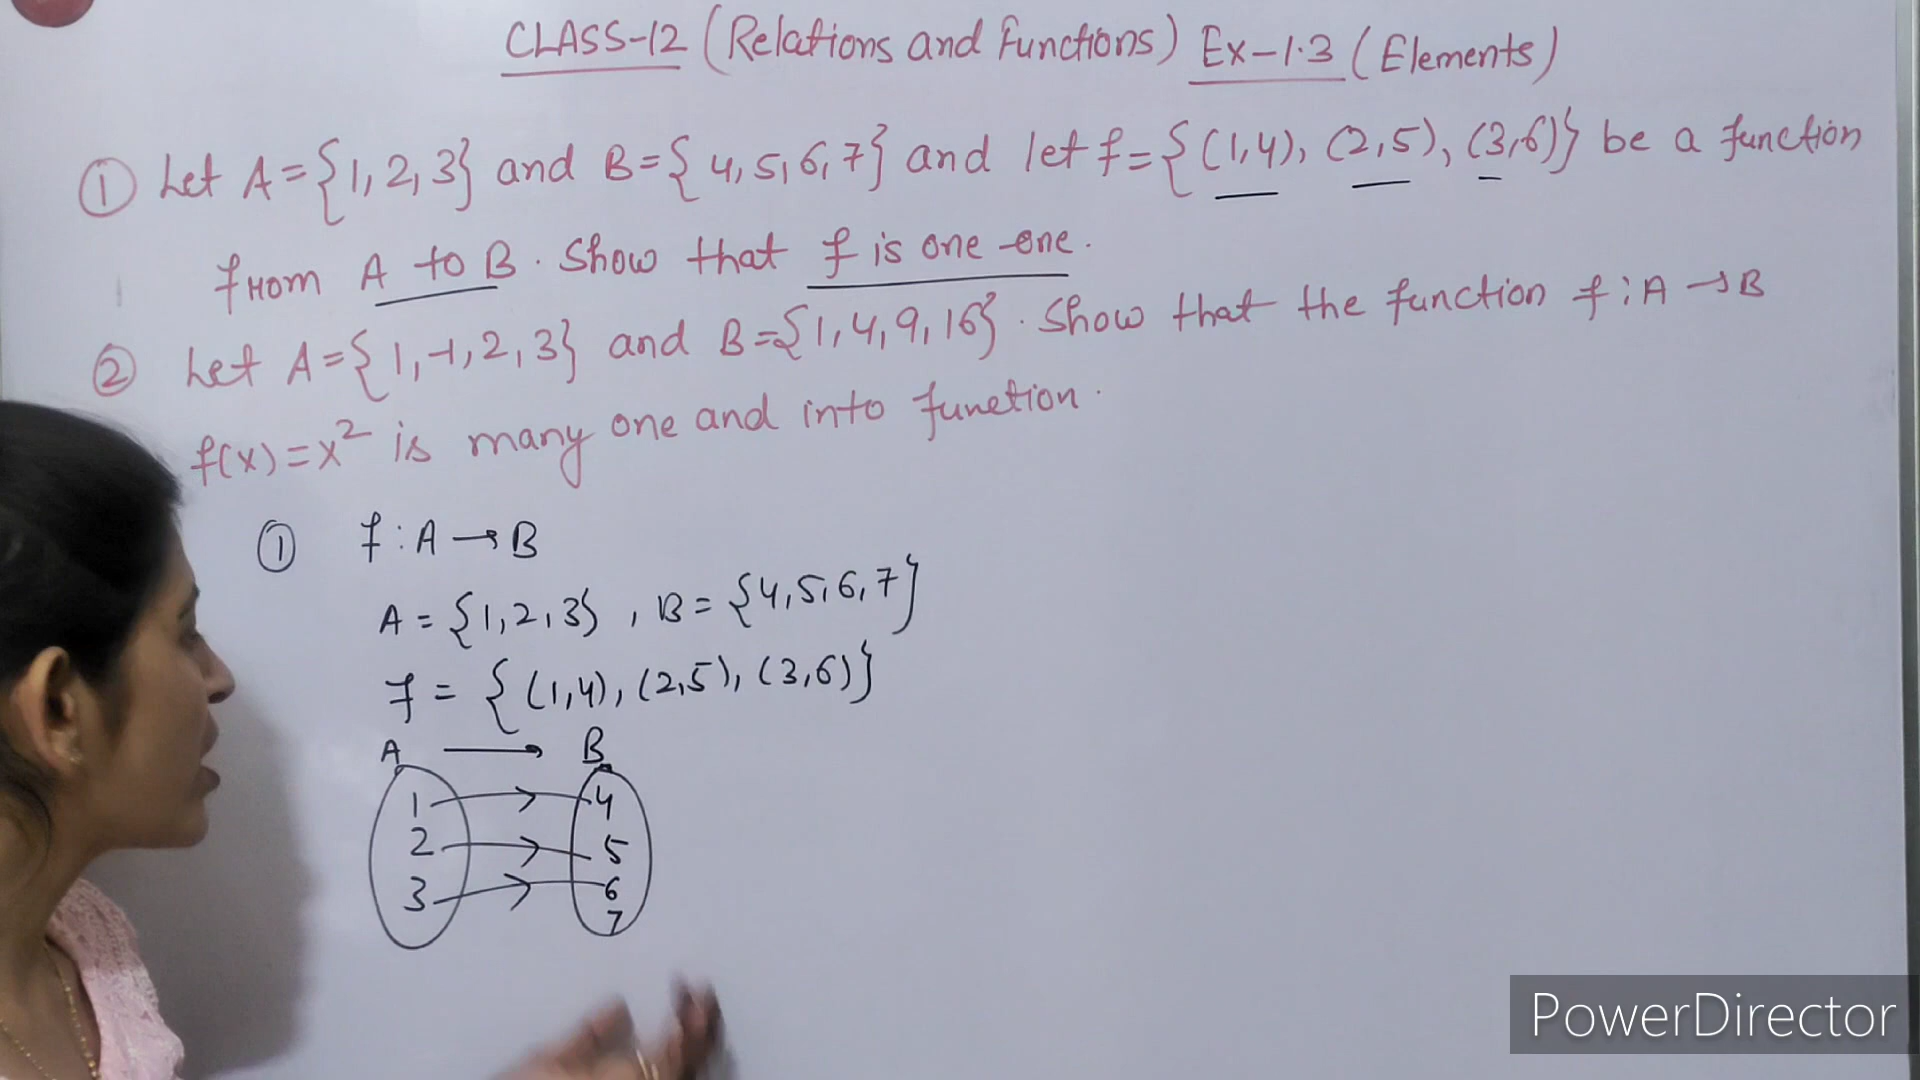 CLASS-12 (Relations and Functions) Ex-1.3 (Elements)
① Let A={1,2,3} and B={4,5,6,7} and let f={(1,4), (2,5), (3,6)} be a function
from A to B. Show that f is one-one.
② Let A={1,-1,2,3} and B={1,4,9,16}. Show that the function f:A→B
f(x)=x² is many one and into function.
① f:A→B
A={1,2,3}, B={4,5,6,7}
f={(1,4), (2,5), (3,6)}
A → B
1 → 4
2 → 5
3 → 6
7
PowerDirector